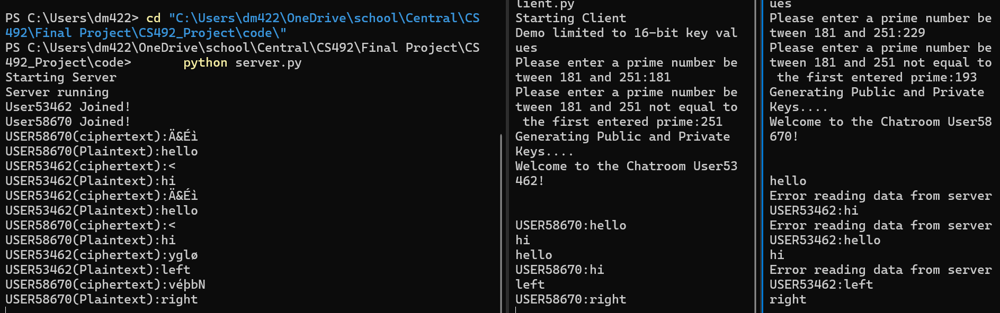 PS C:\Users\dm422> cd "C:\Users\dm422\OneDrive\school\Central\CS
492\Final Project\CS492_Project\code\"
PS C:\Users\dm422\OneDrive\school\Central\CS492\Final Project\CS
492_Project\code>       python server.py
Starting Server
Server running
User53462 Joined!
User58670 Joined!
USER58670(ciphertext):Ä&Éì
USER58670(Plaintext):hello
USER53462(ciphertext):<
USER53462(Plaintext):hi
USER53462(ciphertext):Ä&Éì
USER53462(Plaintext):hello
USER58670(ciphertext):<
USER58670(Plaintext):hi
USER53462(ciphertext):yglø
USER53462(Plaintext):left
USER58670(ciphertext):véþbN
USER58670(Plaintext):right
lient.py
Starting Client
Demo limited to 16-bit key val
ues
Please enter a prime number be
tween 181 and 251:181
Please enter a prime number be
tween 181 and 251 not equal to
 the first entered prime:251
Generating Public and Private
Keys....
Welcome to the Chatroom User53
462!
USER58670:hello
hi
hello
USER58670:hi
left
USER58670:right
ues
Please enter a prime number be
tween 181 and 251:229
Please enter a prime number be
tween 181 and 251 not equal to
 the first entered prime:193
Generating Public and Private
Keys....
Welcome to the Chatroom User58
670!
hello
Error reading data from server
USER53462:hi
Error reading data from server
USER53462:hello
hi
Error reading data from server
USER53462:left
right